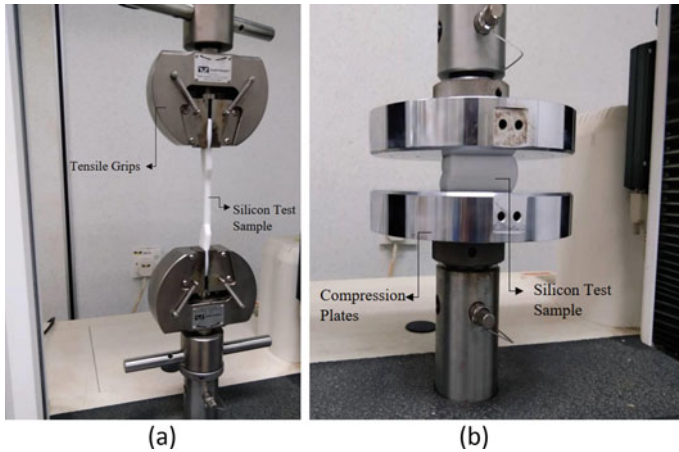 Tensile Grips
Silicon Test
Sample
Compression
Plates
Silicon Test
Sample
(a)
(b)